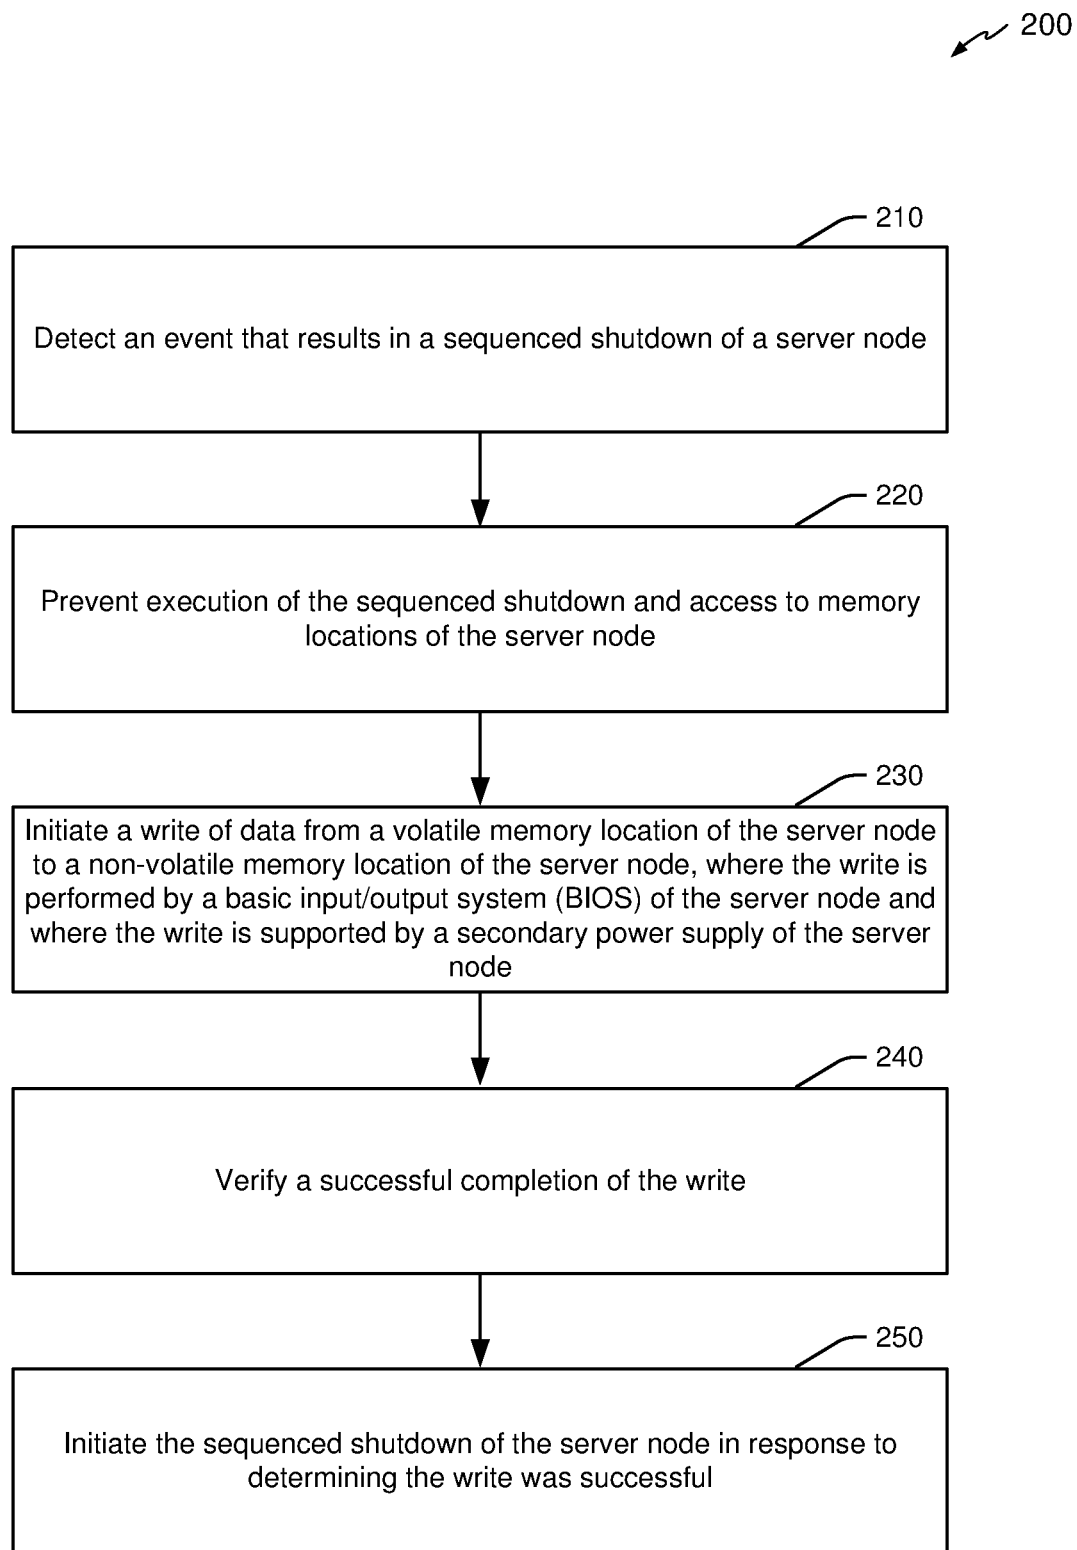 200
210
Detect an event that results in a sequenced shutdown of a server node
220
Prevent execution of the sequenced shutdown and access to memory
locations of the server node
230
Initiate a write of data from a volatile memory location of the server node
to a non-volatile memory location of the server node, where the write is
performed by a basic input/output system (BIOS) of the server node and
where the write is supported by a secondary power supply of the server
node
240
Verify a successful completion of the write
250
Initiate the sequenced shutdown of the server node in response to
determining the write was successful